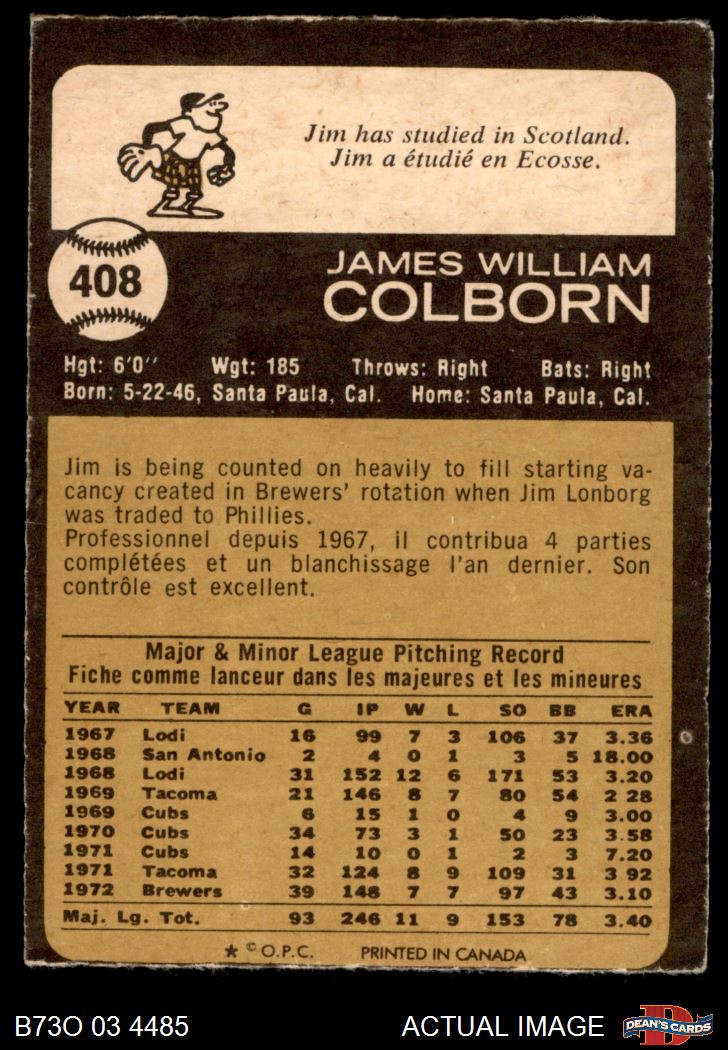 Jim has studied in Scotland.
Jim a étudié en Ecosse.
408
JAMES WILLIAM
COLBORN
Hgt: 6'0'' Wgt: 185 Throws: Right Bats: Right
Born: 5-22-46, Santa Paula, Cal. Home: Santa Paula, Cal.
Jim is being counted on heavily to fill starting va-
cancy created in Brewers' rotation when Jim Lonborg
was traded to Phillies.
Professionnel depuis 1967, il contribua 4 parties
complétées et un blanchissage l'an dernier. Son
contrôle est excellent.
Major & Minor League Pitching Record
Fiche comme lanceur dans les majeures et les mineures
YEAR TEAM G IP W L SO BB ERA
1967 Lodi 16 99 7 3 106 37 3.36
1968 San Antonio 2 4 0 1 3 5 18.00
1968 Lodi 31 152 12 6 171 53 3.20
1969 Tacoma 21 146 8 7 80 54 2 28
1969 Cubs 6 15 1 0 4 9 3.00
1970 Cubs 34 73 3 1 50 23 3.58
1971 Cubs 14 10 0 1 2 3 7.20
1971 Tacoma 32 124 8 9 109 31 3 92
1972 Brewers 39 148 7 7 97 43 3.10
Maj. Lg. Tot. 93 246 11 9 153 78 3.40
* © O.P.C. PRINTED IN CANADA
B73O 03 4485 ACTUAL IMAGE D DEAN'S CARDS